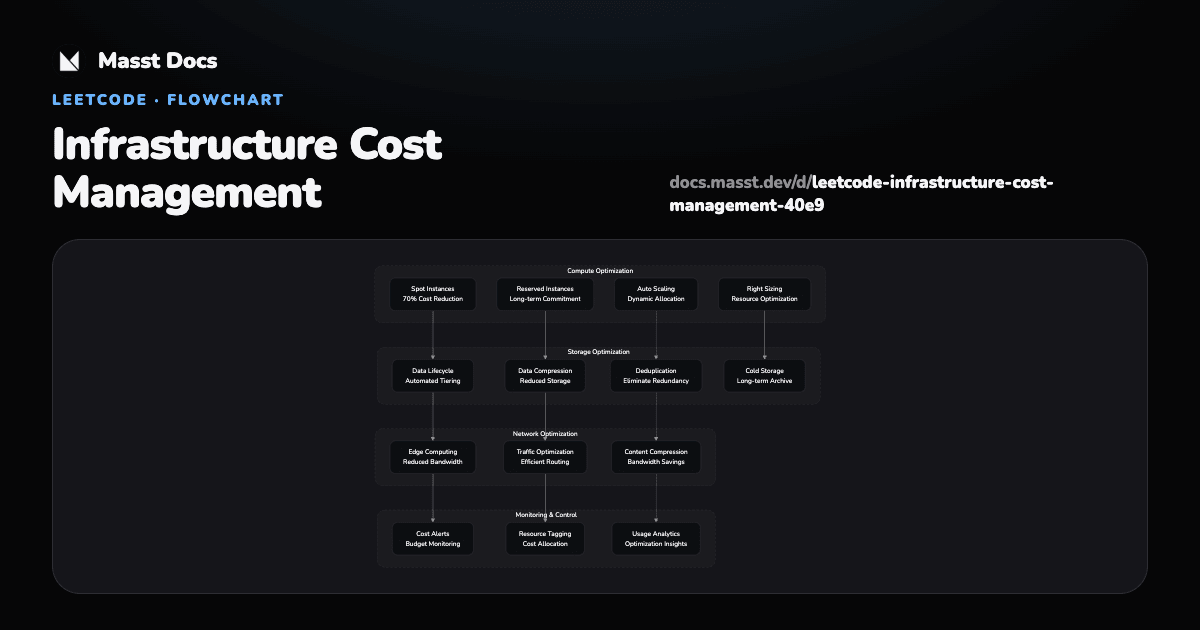 Masst Docs
LEETCODE · FLOWCHART
Infrastructure Cost
Management
docs.masst.dev/d/leetcode-infrastructure-cost-
management-40e9
Compute Optimization
Spot Instances
70% Cost Reduction
Reserved Instances
Long-term Commitment
Auto Scaling
Dynamic Allocation
Right Sizing
Resource Optimization
Storage Optimization
Data Lifecycle
Automated Tiering
Data Compression
Reduced Storage
Deduplication
Eliminate Redundancy
Cold Storage
Long-term Archive
Network Optimization
Edge Computing
Reduced Bandwidth
Traffic Optimization
Efficient Routing
Content Compression
Bandwidth Savings
Monitoring & Control
Cost Alerts
Budget Monitoring
Resource Tagging
Cost Allocation
Usage Analytics
Optimization Insights